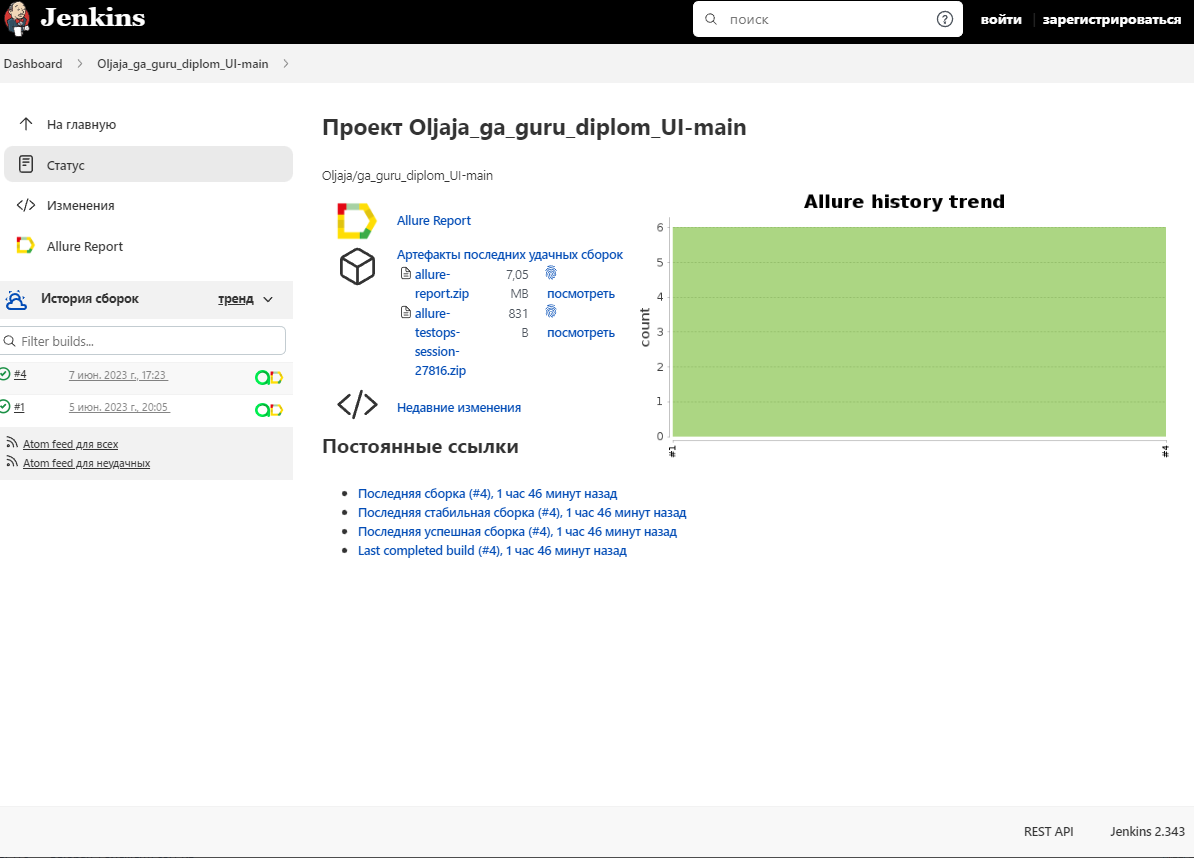 Jenkins
поиск
войти
зарегистрироваться
Dashboard
Oljaja_ga_guru_diplom_UI-main
На главную
Статус
Изменения
Allure Report
История сборок
тренд
Filter builds...
#4
7 июн. 2023 г., 17:23
#1
5 июн. 2023 г., 20:05
Atom feed для всех
Atom feed для неудачных
Проект Oljaja_ga_guru_diplom_UI-main
Oljaja/ga_guru_diplom_UI-main
Allure Report
Артефакты последних удачных сборок
allure-
report.zip
7,05
MB
посмотреть
allure-
testops-
session-
27816.zip
831
B
посмотреть
Недавние изменения
Allure history trend
count
6
5
4
3
2
1
0
#1
#4
Постоянные ссылки
Последняя сборка (#4), 1 час 46 минут назад
Последняя стабильная сборка (#4), 1 час 46 минут назад
Последняя успешная сборка (#4), 1 час 46 минут назад
Last completed build (#4), 1 час 46 минут назад
REST API
Jenkins 2.343